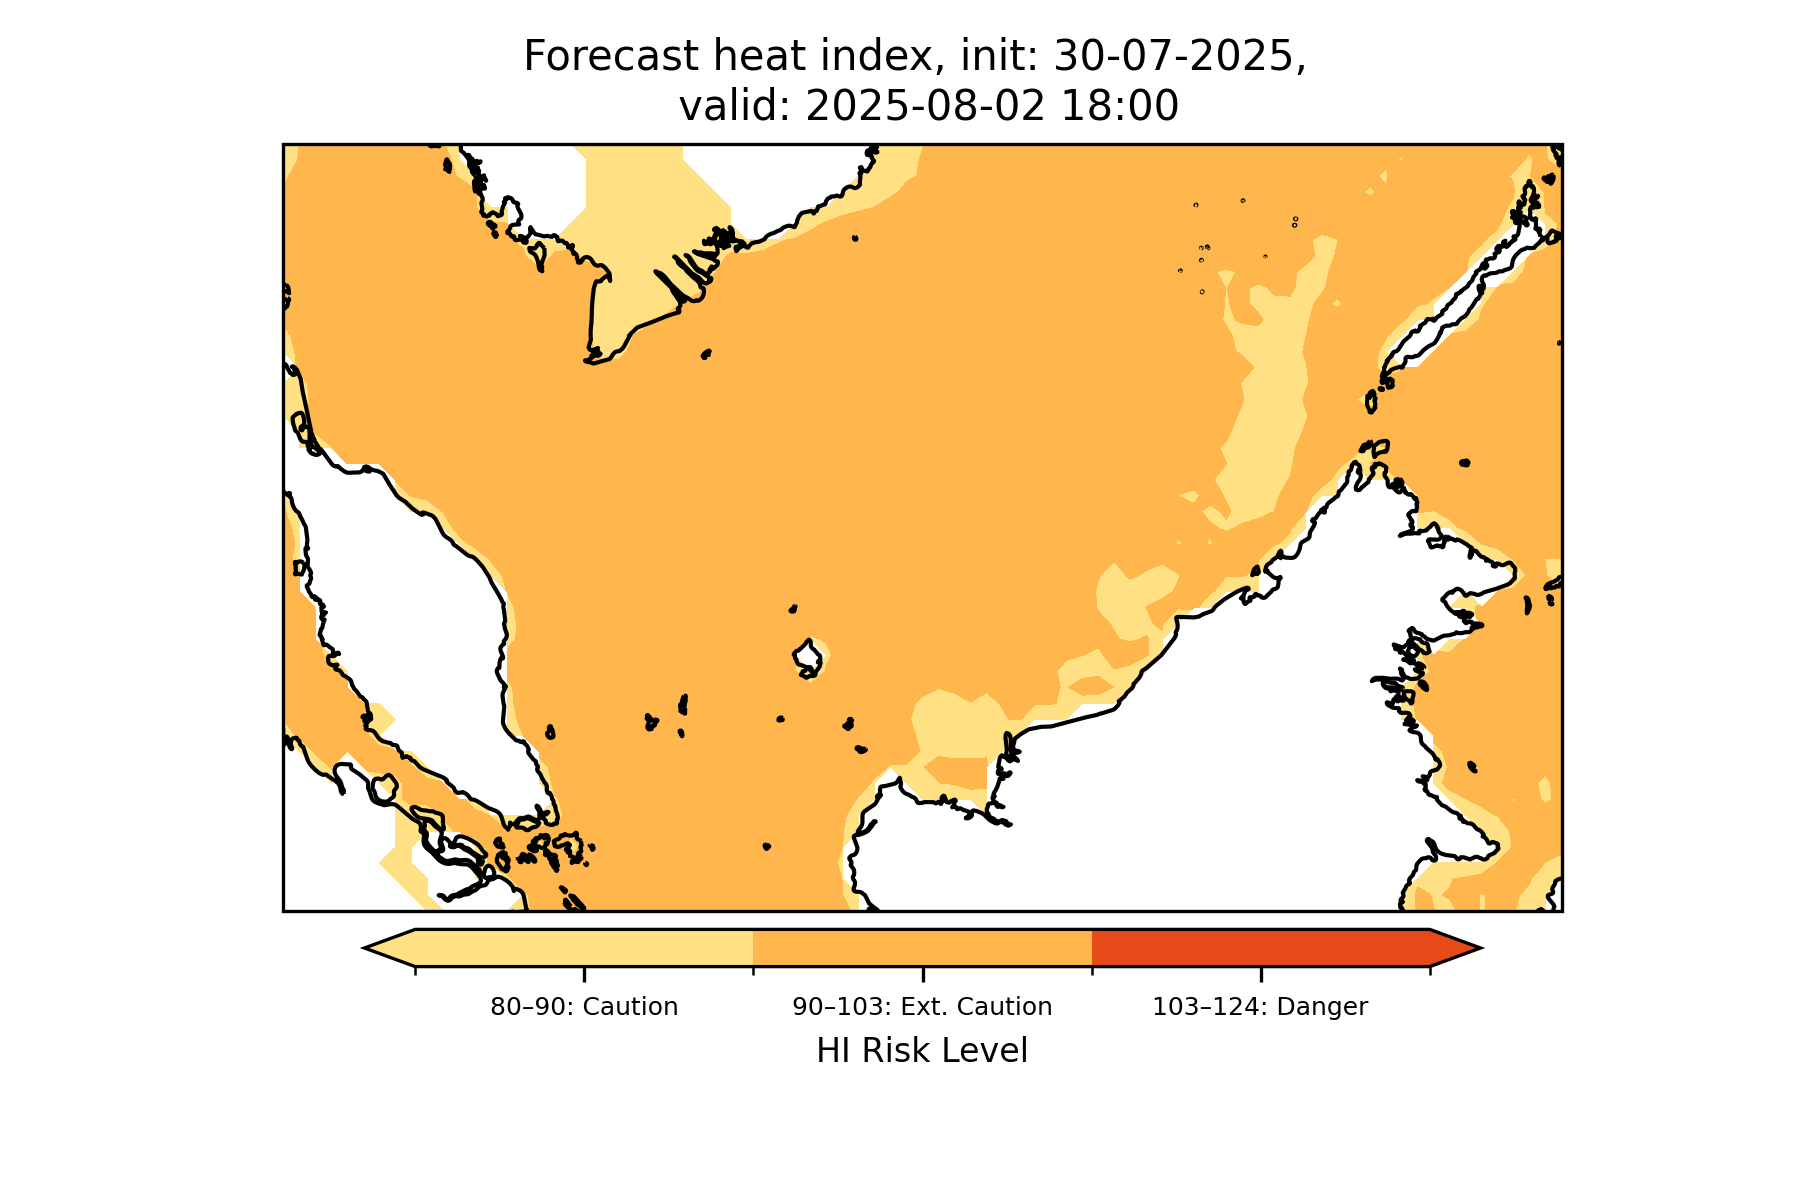 Forecast heat index, init: 30-07-2025,
valid: 2025-08-02 18:00
80–90: Caution
90–103: Ext. Caution
103–124: Danger
HI Risk Level